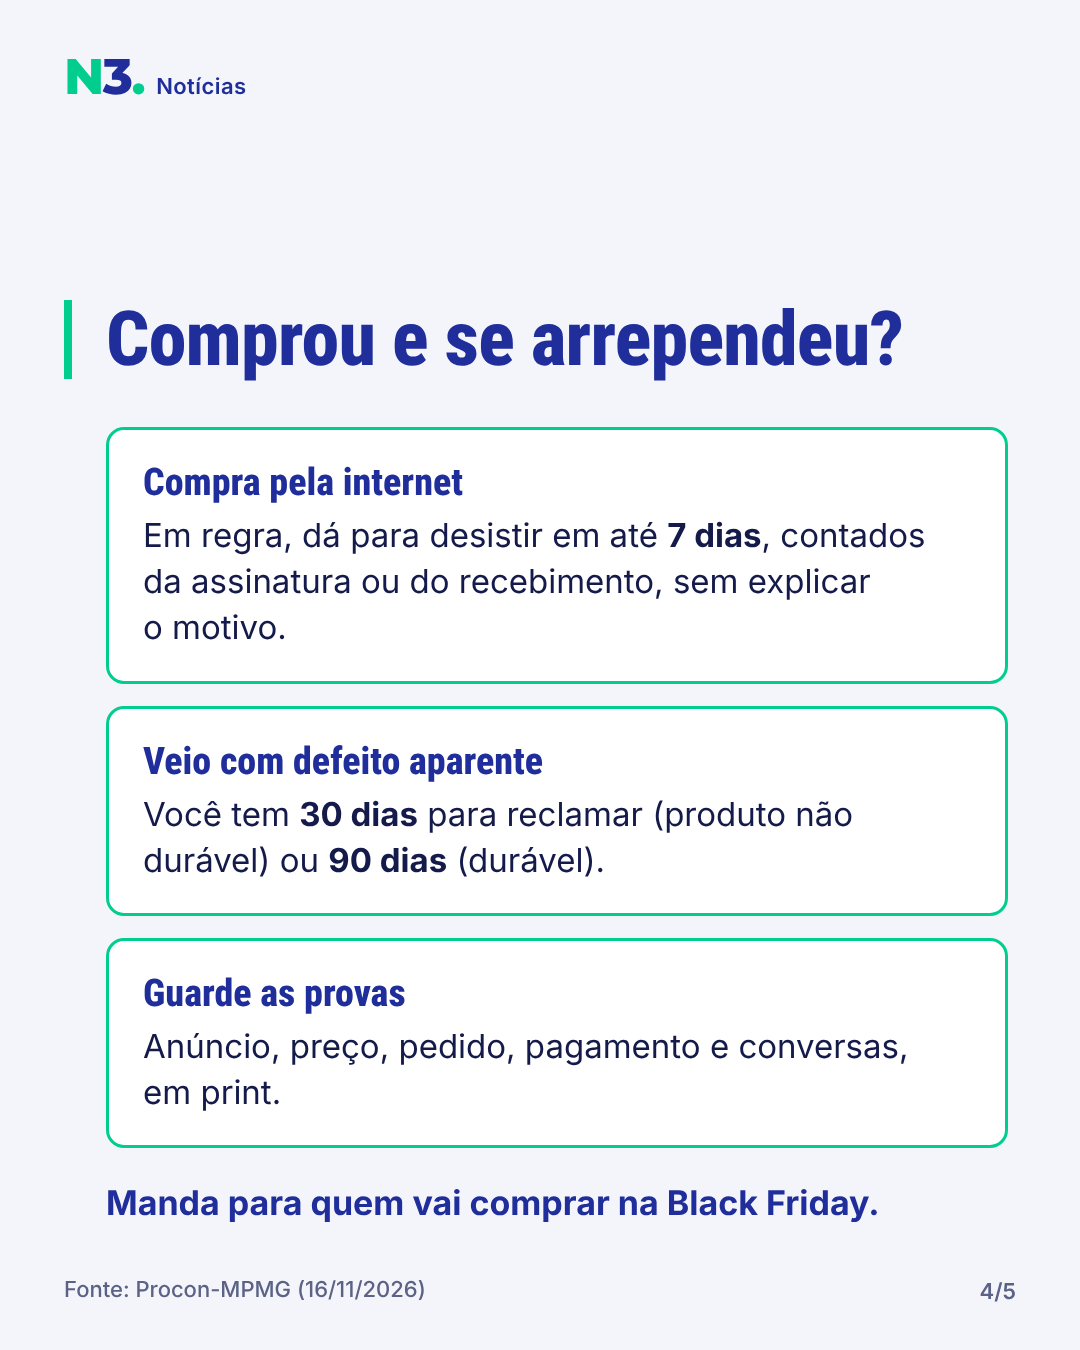 N3. Notícias
Comprou e se arrependeu?
Compra pela internet
Em regra, dá para desistir em até 7 dias, contados
da assinatura ou do recebimento, sem explicar
o motivo.
Veio com defeito aparente
Você tem 30 dias para reclamar (produto não
durável) ou 90 dias (durável).
Guarde as provas
Anúncio, preço, pedido, pagamento e conversas,
em print.
Manda para quem vai comprar na Black Friday.
Fonte: Procon-MPMG (16/11/2026)
4/5